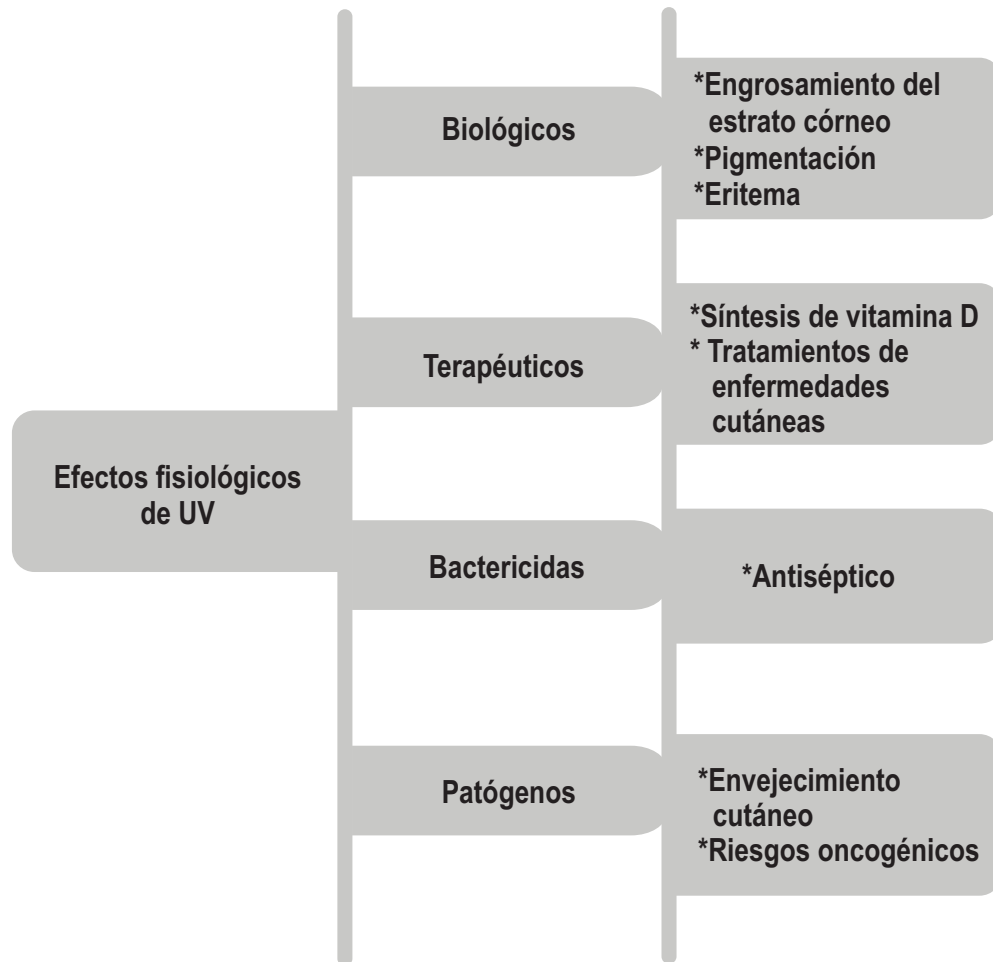 Efectos fisiológicos
de UV
Biológicos
*Engrosamiento del
estrato córneo
*Pigmentación
*Eritema
Terapéuticos
*Síntesis de vitamina D
* Tratamientos de
enfermedades
cutáneas
Bactericidas
*Antiséptico
Patógenos
*Envejecimiento
cutáneo
*Riesgos oncogénicos